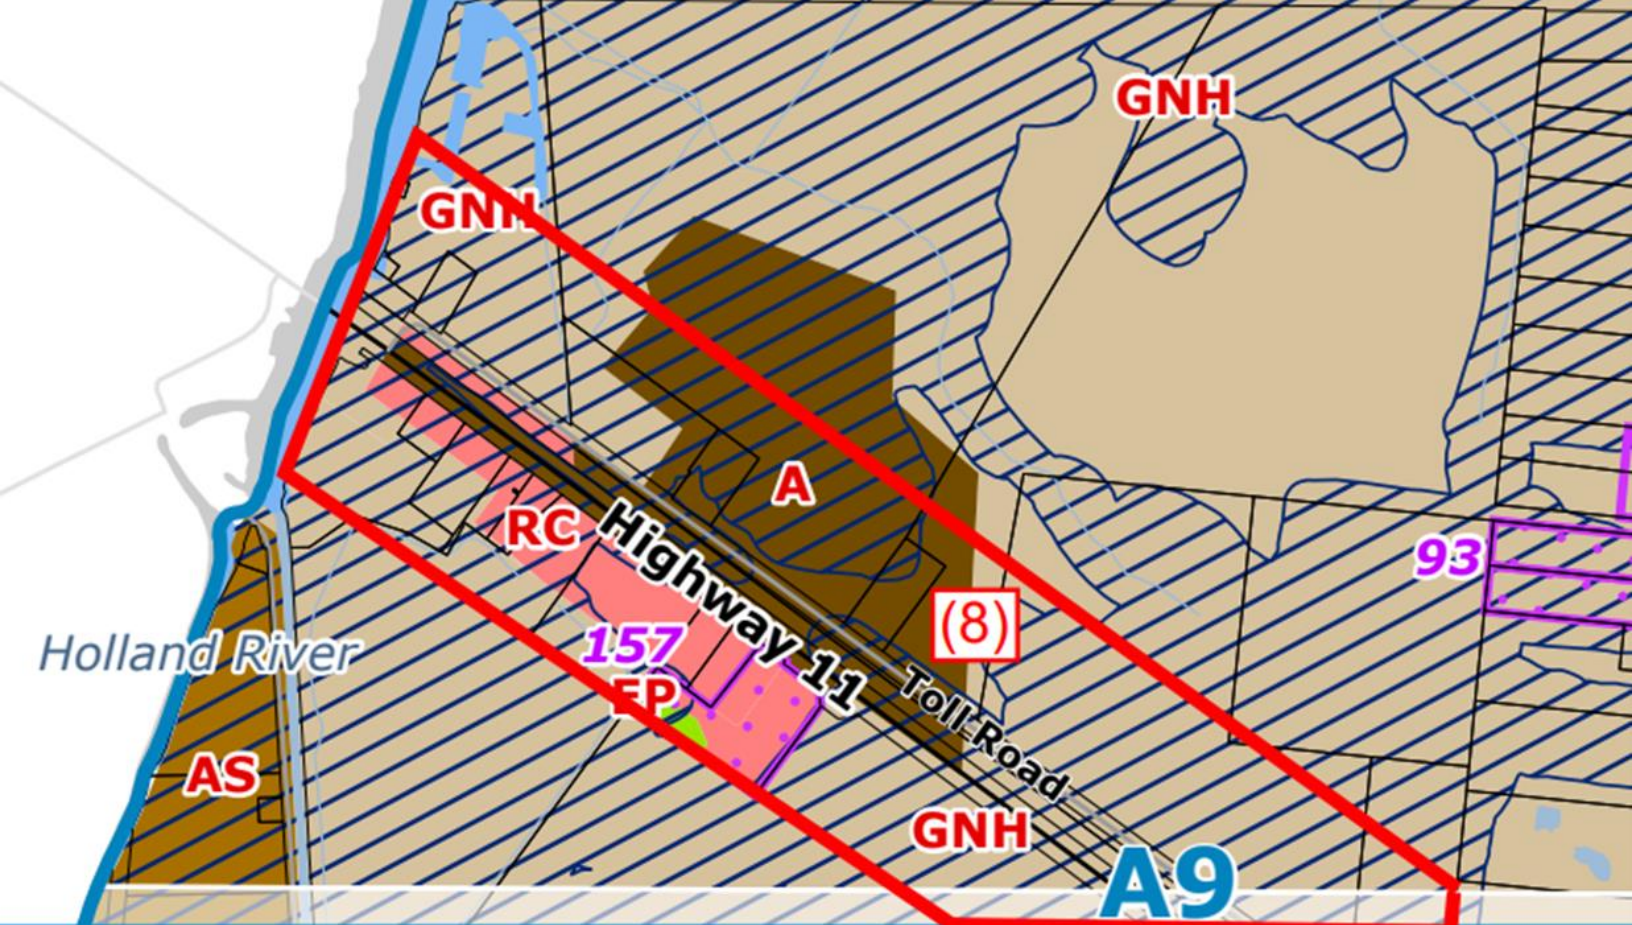 GNH
GNH
A
RC
Highway 11
(8)
93
157
Holland River
EP
Toll Road
AS
GNH
A9